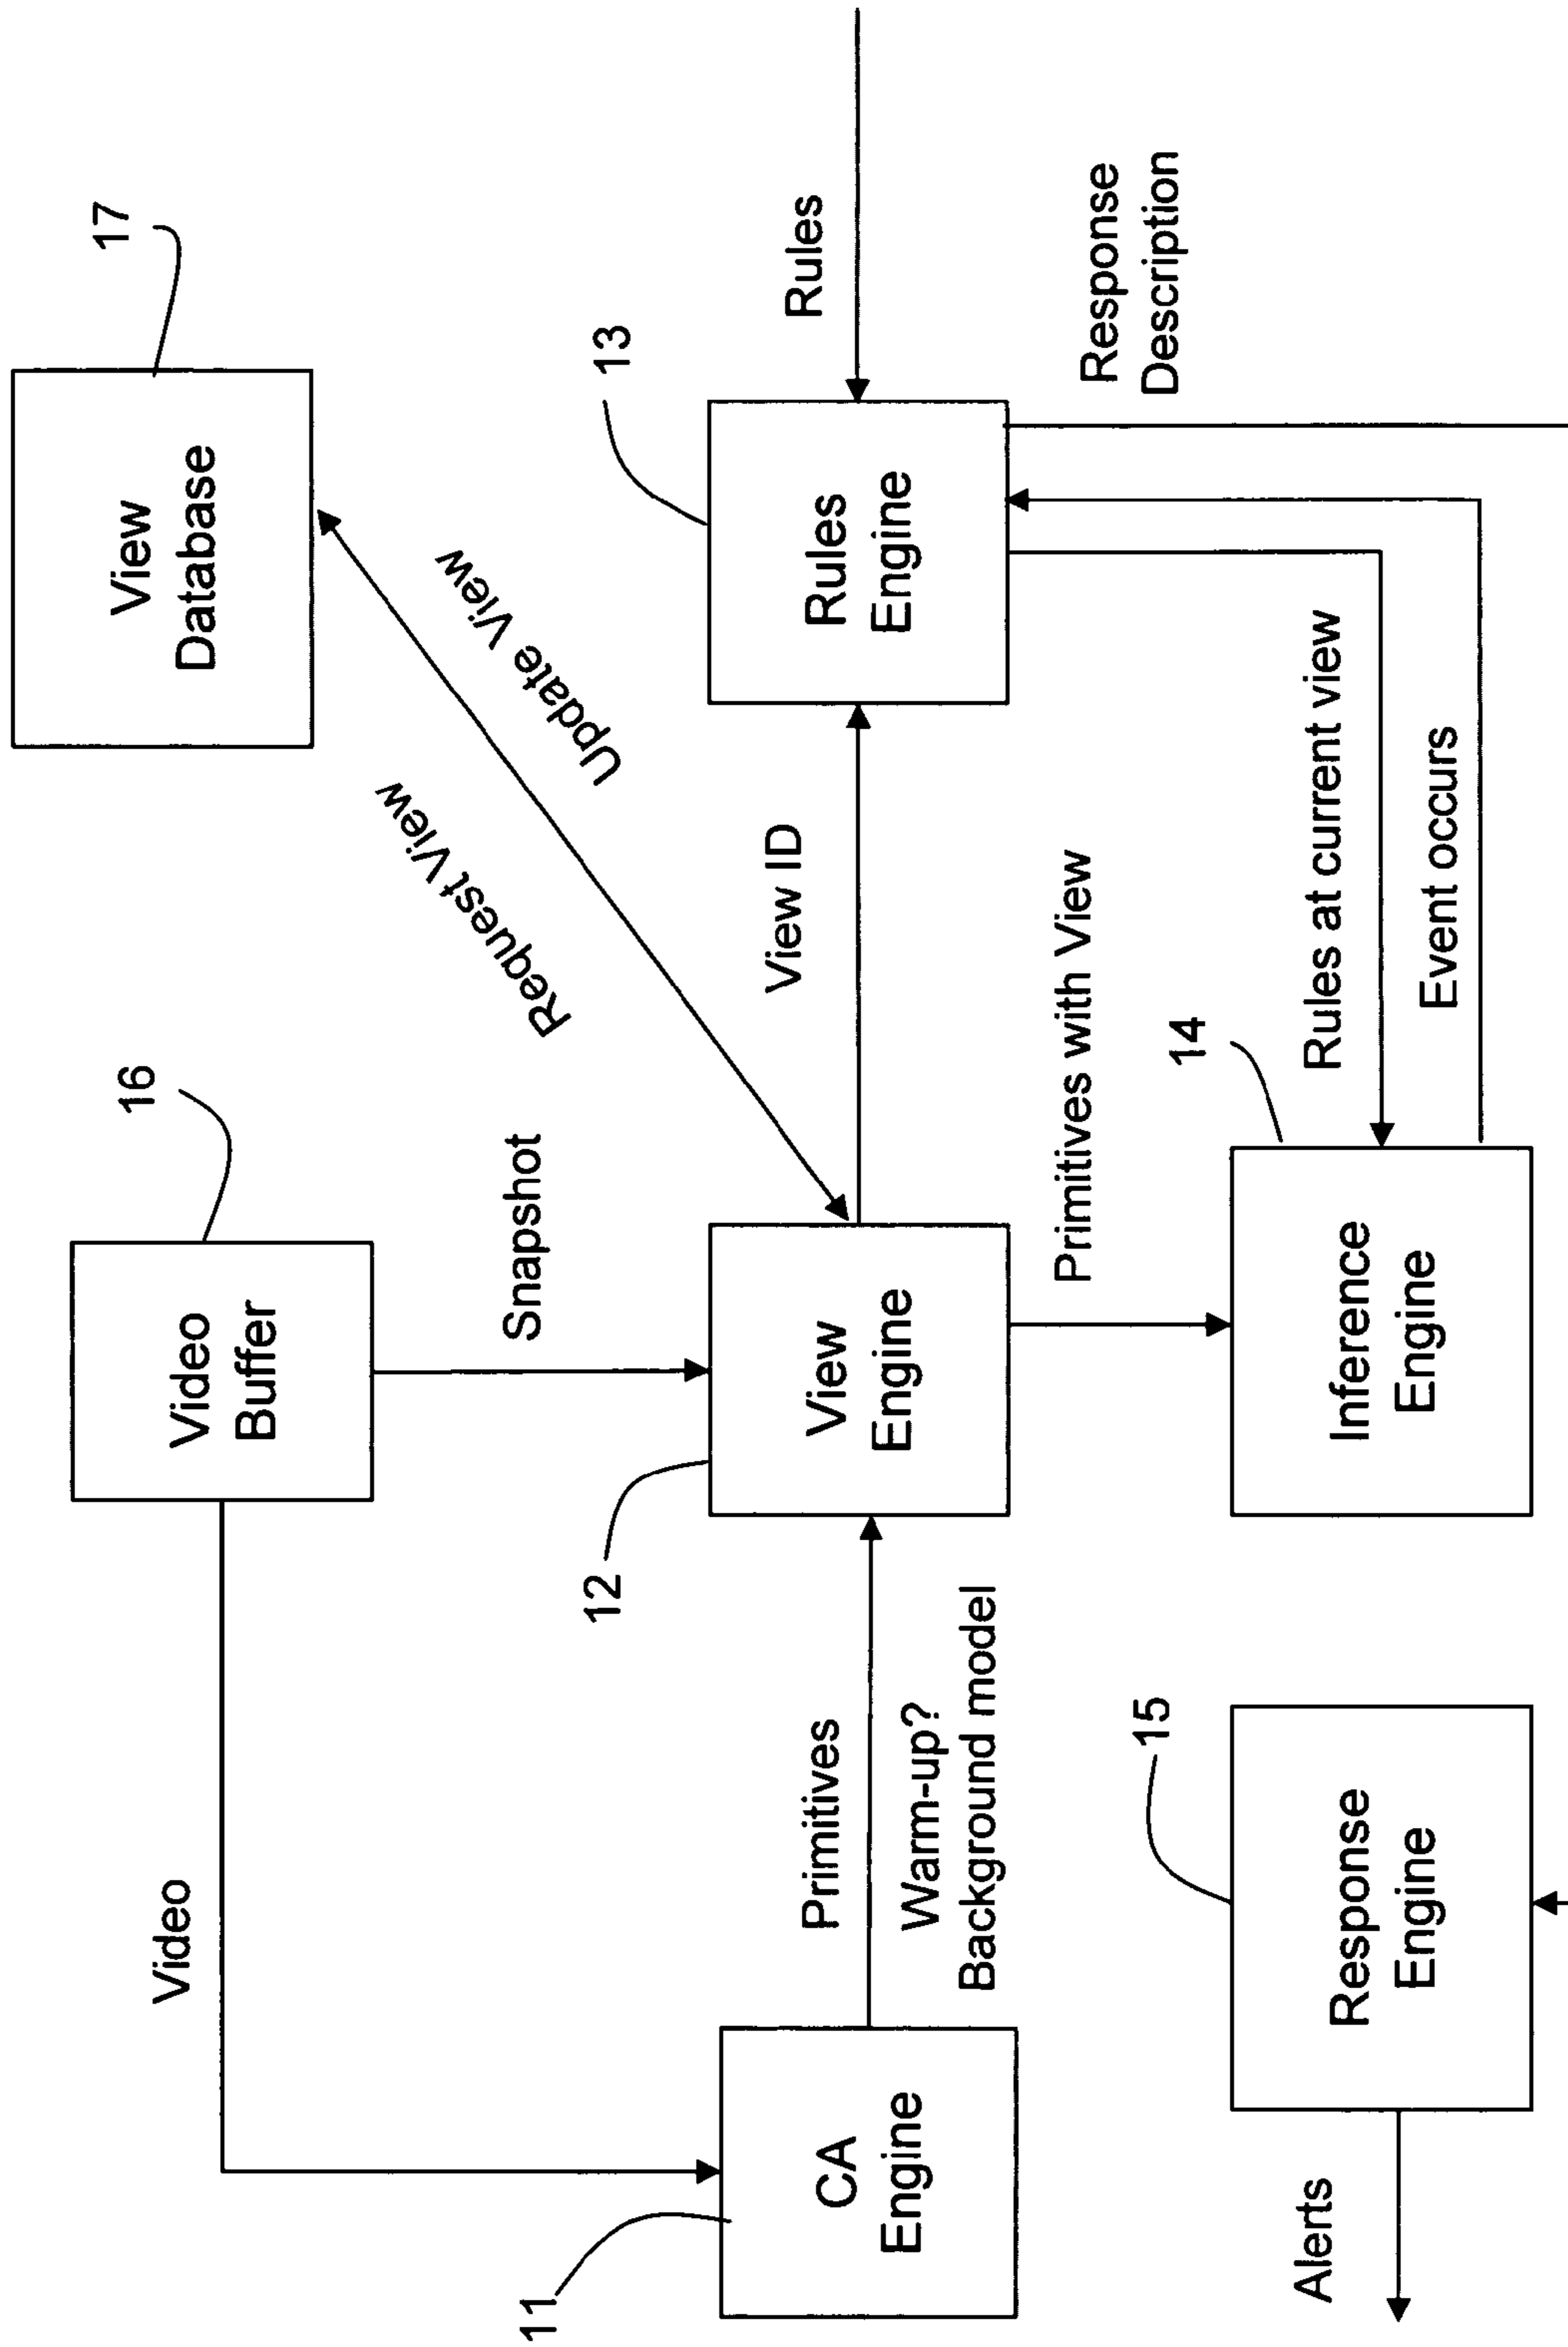 17
View
Database
16
Video
Buffer
Video
Snapshot
Request View
Update View
13
Rules
12
View
Engine
View ID
Rules
Engine
11
CA
Engine
Primitives
Warm-up?
Background model
Primitives with View
Response
Description
14
15
Rules at current view
Event occurs
Alerts
Response
Engine
Inference
Engine